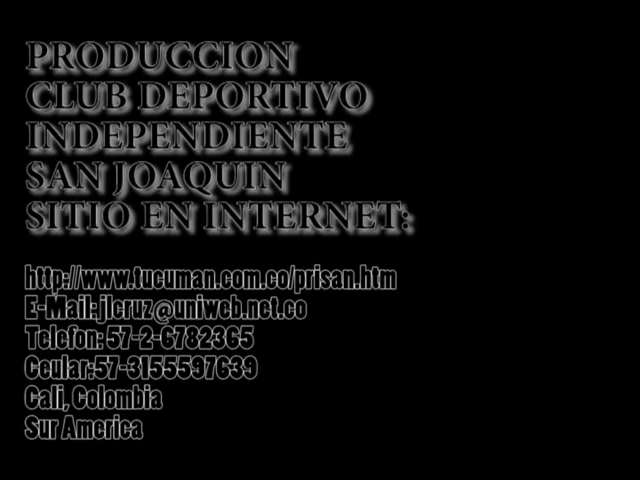 PRODUCCION
CLUB DEPORTIVO
INDEPENDIENTE
SAN JOAQUIN
SITIO EN INTERNET:
http://www.tucuman.com.co/prisan.htm
E-Mail: jlcruz@uniweb.net.co
Telefon: 57-2-6782365
Ceular:57-3155597639
Cali, Colombia
Sur America